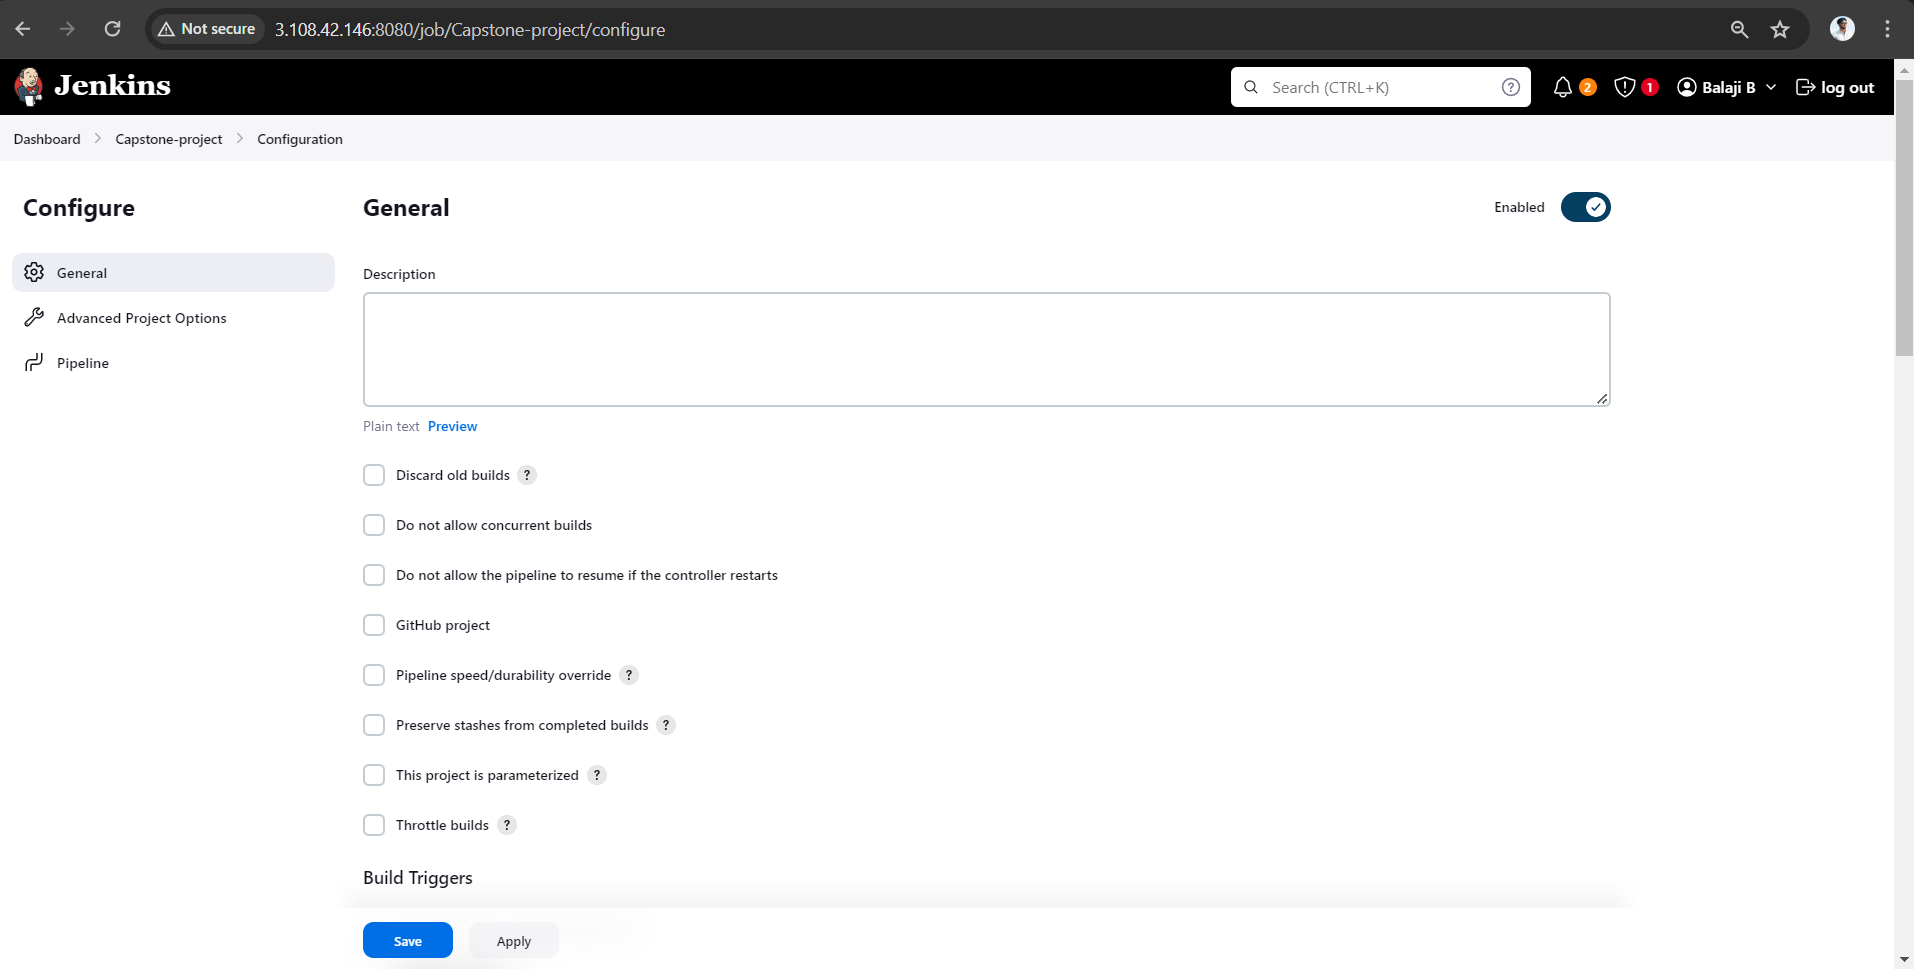 Not secure
3.108.42.146:8080/job/Capstone-project/configure
Jenkins
Search (CTRL+K)
?
2
1
Balaji B
log out
Dashboard
Capstone-project
Configuration
Configure
General
Advanced Project Options
Pipeline
General
Enabled
Description
Plain text Preview
Discard old builds ?
Do not allow concurrent builds
Do not allow the pipeline to resume if the controller restarts
GitHub project
Pipeline speed/durability override ?
Preserve stashes from completed builds ?
This project is parameterized ?
Throttle builds ?
Build Triggers
Save
Apply